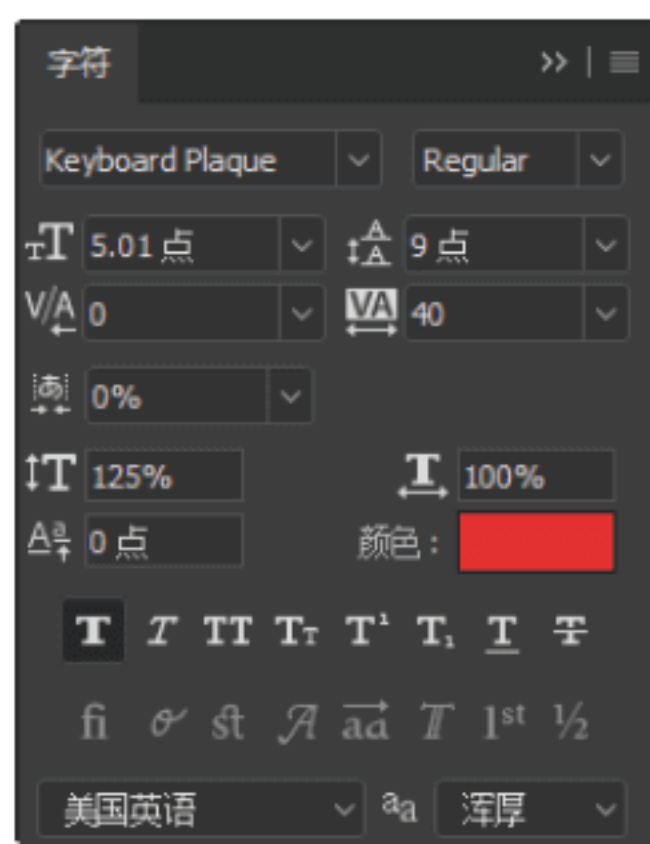 字符
Keyboard Plaque Regular
5.01 点 9 点
V/A 0 VA 40
あ 0%
T 125% T 100%
0 点 颜色：
T T TT Tт T¹ T₁ T T
fi st A aa T 1st ½
美国英语 aa 浑厚